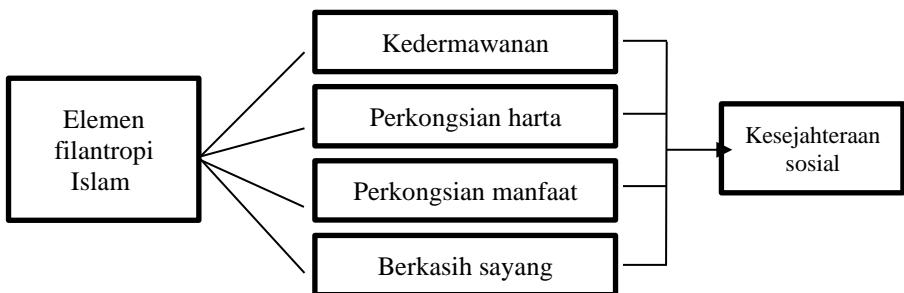 Elemen
filantropi
Islam
Kedermawanan
Perkongsian harta
Perkongsian manfaat
Berkasih sayang
Kesejahteraan
sosial